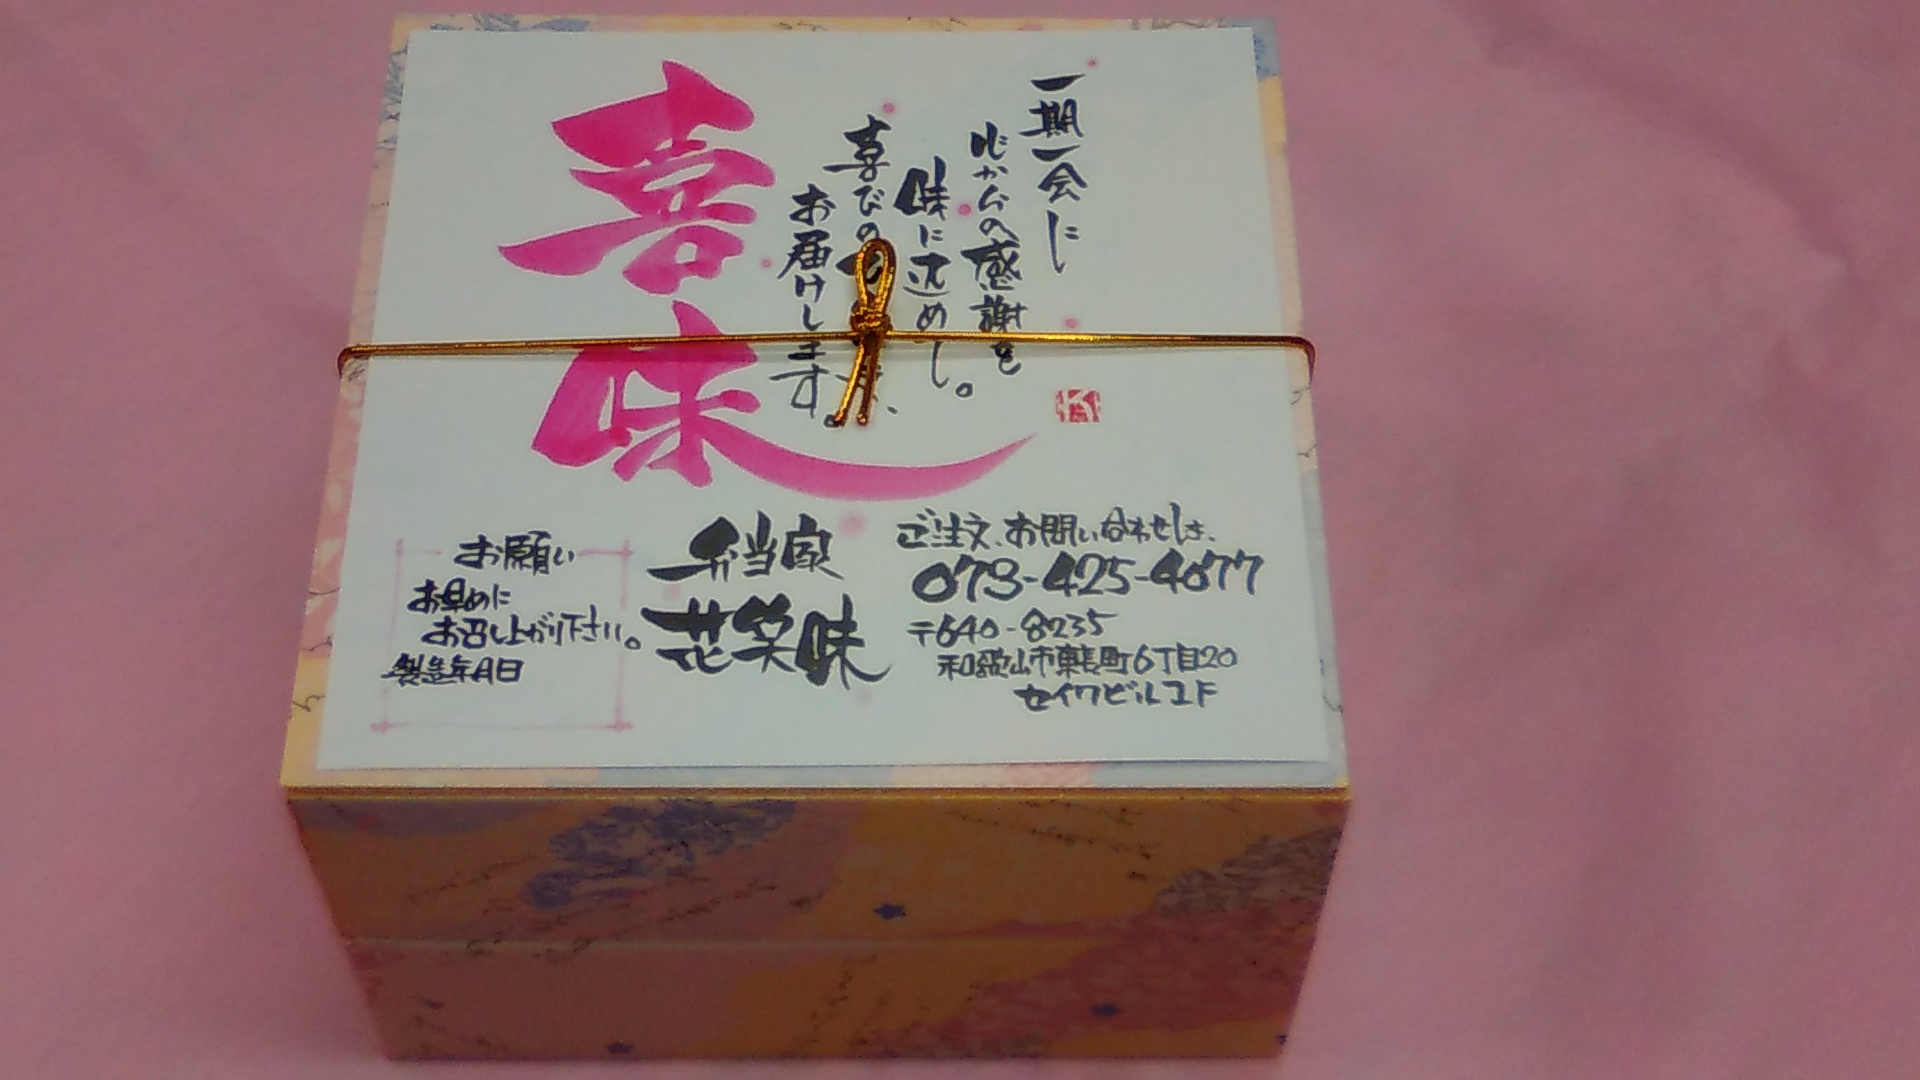 一期一会に
心からの感謝を
味に込めし。
喜びの
お届けします。
喜味
お願い
お早めに
お召し上がり下さい。
製造年月日
弁当家
花笑味
ご注文、お問い合わせは、
073-425-4077
〒640-8235
和歌山市東長町6丁目20
セイワビル1F